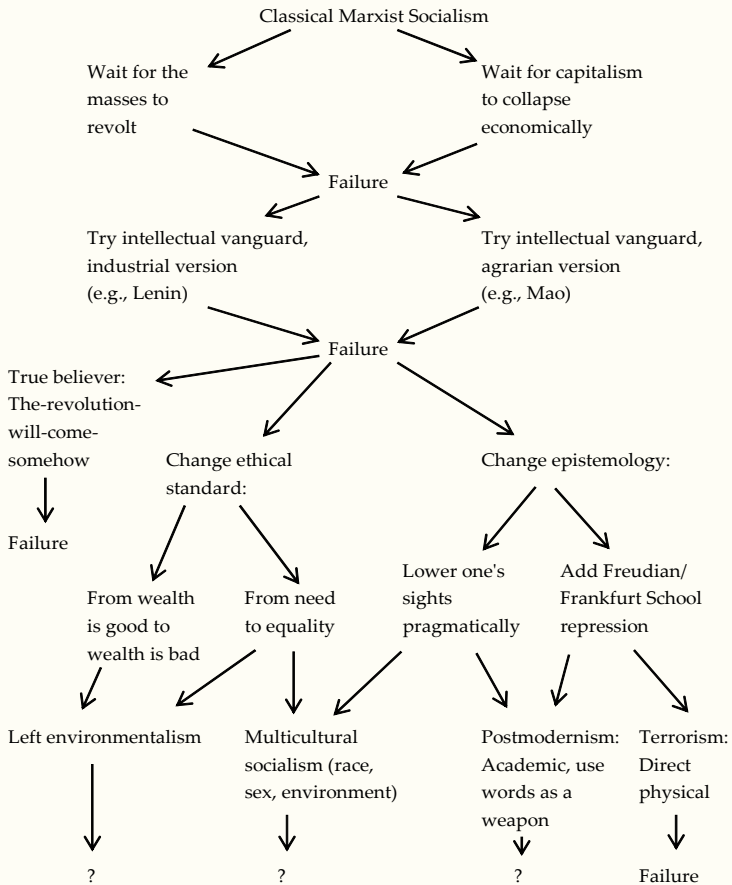 Classical Marxist Socialism
Wait for the
masses to
revolt
Wait for capitalism
to collapse
economically
Failure
Try intellectual vanguard,
industrial version
(e.g., Lenin)
Try intellectual vanguard,
agrarian version
(e.g., Mao)
Failure
True believer:
The-revolution-
will-come-
somehow
Failure
Change ethical
standard:
Change epistemology:
From wealth
is good to
wealth is bad
From need
to equality
Lower one's
sights
pragmatically
Add Freudian/
Frankfurt School
repression
Left environmentalism
Multicultural
socialism (race,
sex, environment)
Postmodernism:
Academic, use
words as a
weapon
Terrorism:
Direct
physical
?
?
?
Failure